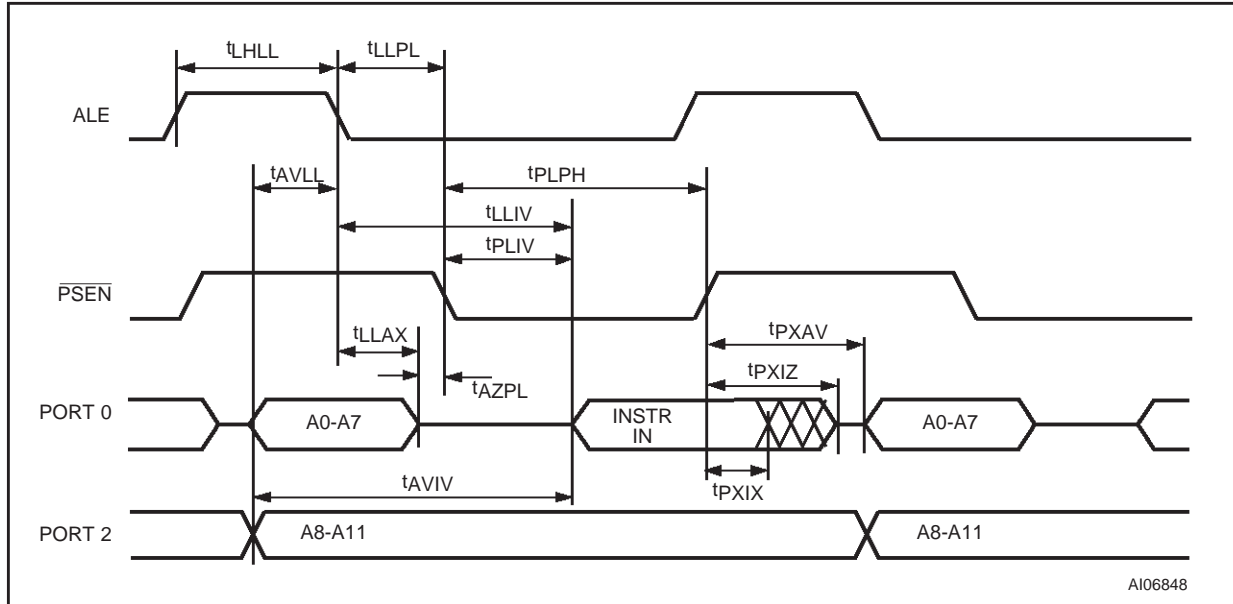 tLHLL
tLLPL
ALE
tAVLL
tPLPH
tLLIV
tPLIV
PSEN
tLLAX
tPXAV
tAZPL
tPXIZ
PORT 0
A0-A7
INSTR
IN
A0-A7
tPXIX
tAVIV
PORT 2
A8-A11
A8-A11
AI06848